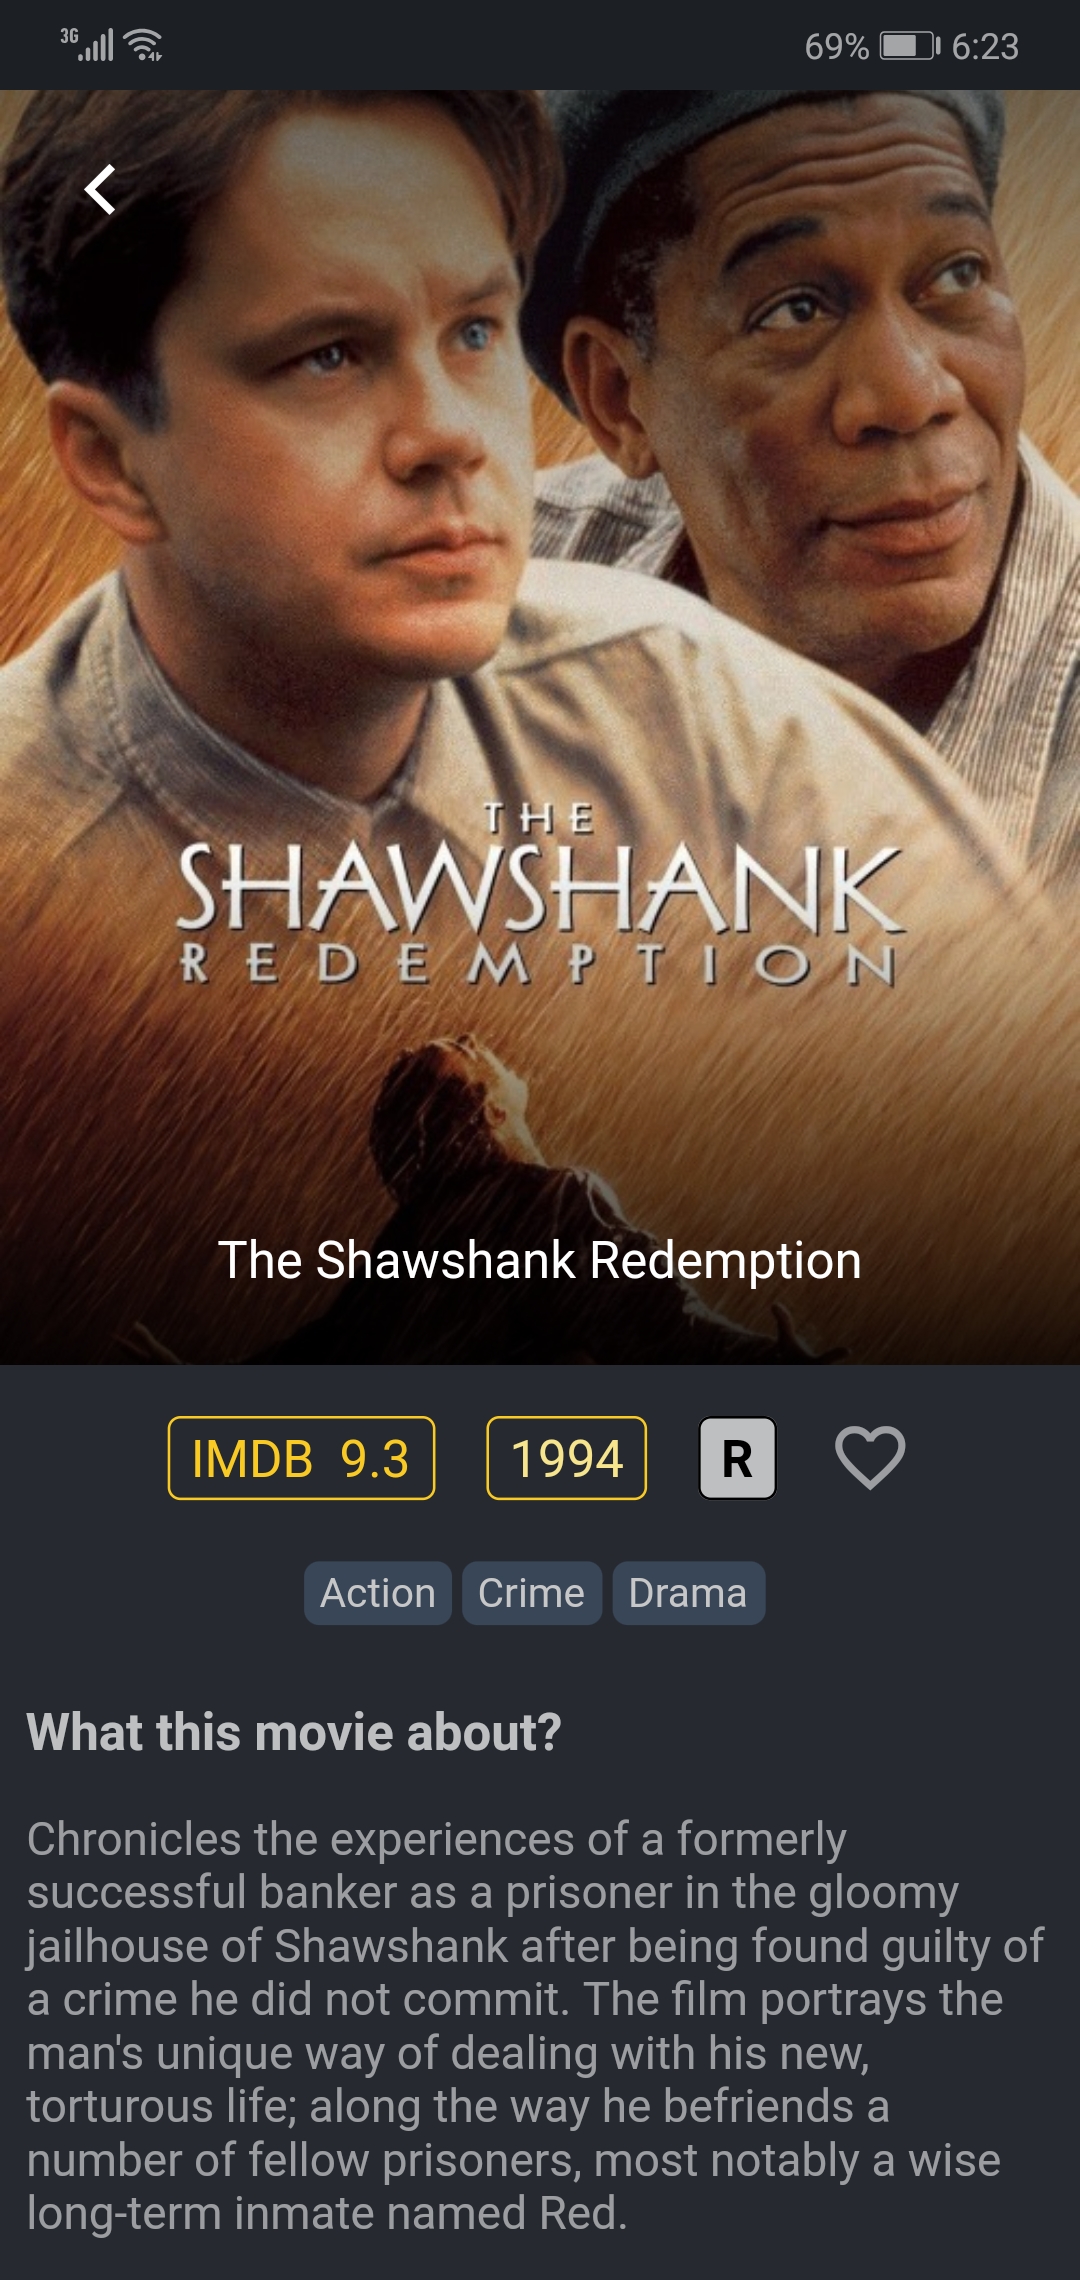 3G 69% 6:23
THE
SHAWSHANK
REDEMPTION
The Shawshank Redemption
IMDB 9.3 1994 R
Action Crime Drama
What this movie about?
Chronicles the experiences of a formerly
successful banker as a prisoner in the gloomy
jailhouse of Shawshank after being found guilty of
a crime he did not commit. The film portrays the
man's unique way of dealing with his new,
torturous life; along the way he befriends a
number of fellow prisoners, most notably a wise
long-term inmate named Red.